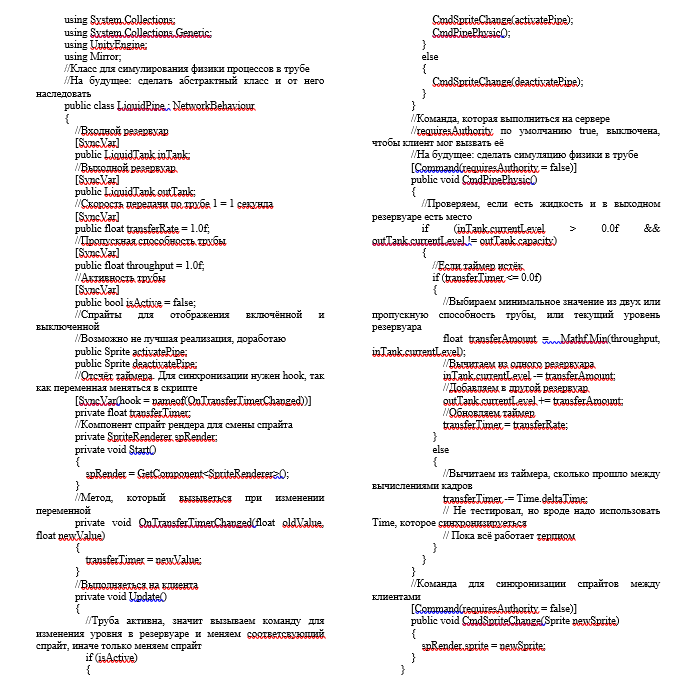 using System.Collections;
using System.Collections.Generic;
using UnityEngine;
using Mirror;
//Класс для симулирования физики процессов в трубе
//На будущее: сделать абстрактный класс и от него
наследовать
public class LiquidPipe : NetworkBehaviour
{
//Входной резервуар
[SyncVar]
public LiquidTank inTank;
//Выходной резервуар
[SyncVar]
public LiquidTank outTank;
//Скорость передачи по трубе 1 = 1 секунда
[SyncVar]
public float transferRate = 1.0f;
//Пропускная способность трубы
[SyncVar]
public float throughput = 1.0f;
//Активность трубы
[SyncVar]
public bool isActive = false;
//Спрайты для отображения включённой и
выключенной
//Возможно не лучшая реализация, доработаю
public Sprite activatePipe;
public Sprite deactivatePipe;
//Отсчёт таймера. Для синхронизации нужен hook, так
как переменная меняться в скрипте
[SyncVar(hook = nameof(OnTransferTimerChanged))]
private float transferTimer;
//Компонент спрайт рендера для смены спрайта
private SpriteRenderer spRender;
private void Start()
{
spRender = GetComponent<SpriteRenderer>();
}
//Метод, который вызыветься при изменении
переменной
private void OnTransferTimerChanged(float oldValue,
float newValue)
{
transferTimer = newValue;
}
//Выполняеться на клиента
private void Update()
{
//Труба активна, значит вызываем команду для
изменения уровня в резервуаре и меняем соответсвующий
спрайт, иначе только меняем спрайт
if (isActive)
{
CmdSpriteChange(activatePipe);
CmdPipePhysic();
}
else
{
CmdSpriteChange(deactivatePipe);
}
}
//Команда, которая выполниться на сервере
//requiresAuthority по умолчанию true, выключена,
чтобы клиент мог вызвать её
//На будущее: сделать симуляцию физики в трубе
[Command(requiresAuthority = false)]
public void CmdPipePhysic()
{
//Проверяем, если есть жидкость и в выходном
резервуаре есть место
if (inTank.currentLevel > 0.0f &&
outTank.currentLevel != outTank.capacity)
{
//Если таймер истёк
if (transferTimer <= 0.0f)
{
//Выбираем минимальное значение из двух или
пропускную способность трубы, или текущий уровень
резервуара
float transferAmount = Mathf.Min(throughput,
inTank.currentLevel);
//Вычитаем из одного резервуара
inTank.currentLevel -= transferAmount;
//Добавляем в другой резервуар
outTank.currentLevel += transferAmount;
//Обновляем таймер
transferTimer = transferRate;
}
else
{
//Вычитаем из таймера, сколько прошло между
вычислениями кадров
transferTimer -= Time.deltaTime;
// Не тестировал, но вроде надо использовать
Time, которое синхронизируеться
// Пока всё работает терпиом
}
}
}
//Команда для синхронизации спрайтов между
клиентами
[Command(requiresAuthority = false)]
public void CmdSpriteChange(Sprite newSprite)
{
spRender.sprite = newSprite;
}
}